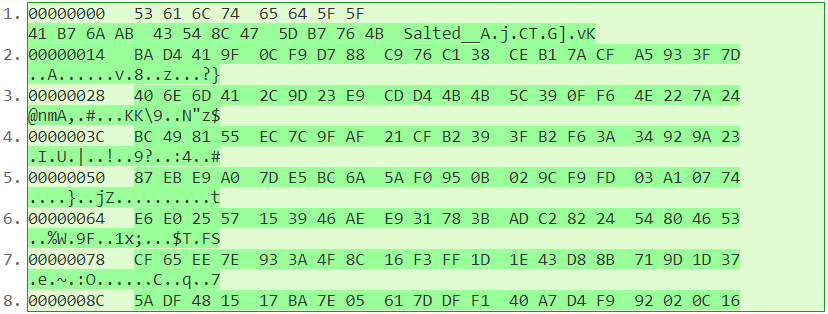 1. 00000000   53 61 6C 74  65 64 5F 5F
41 B7 6A AB  43 54 8C 47  5D B7 76 4B  Salted__A.j.CT.G].vK
2. 00000014   BA D4 41 9F  0C F9 D7 88  C9 76 C1 38  CE B1 7A CF  A5 93 3F 7D
..A......v.8..z...?}
3. 00000028   40 6E 6D 41  2C 9D 23 E9  CD D4 4B 4B  5C 39 0F F6  4E 22 7A 24
@nmA,.#...KK\9..N"z$
4. 0000003C   BC 49 81 55  EC 7C 9F AF  21 CF B2 39  3F B2 F6 3A  34 92 9A 23
.I.U.|..!..9?..:4..#
5. 00000050   87 EB E9 A0  7D E5 BC 6A  5A F0 95 0B  02 9C F9 FD  03 A1 07 74
....}..jZ..........t
6. 00000064   E6 E0 25 57  15 39 46 AE  E9 31 78 3B  AD C2 82 24  54 80 46 53
..%W.9F..1x;...$T.FS
7. 00000078   CF 65 EE 7E  93 3A 4F 8C  16 F3 FF 1D  1E 43 D8 8B  71 9D 1D 37
.e.~.:O......C..q..7
8. 0000008C   5A DF 48 15  17 BA 7E 05  61 7D DF F1  40 A7 D4 F9  92 02 0C 16